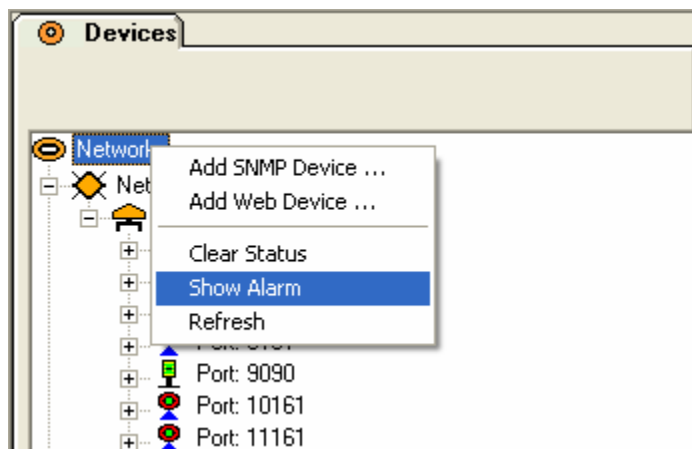 Devices
Network
Net
Add SNMP Device ...
Add Web Device ...
Clear Status
Show Alarm
Refresh
Port: 9090
Port: 10161
Port: 11161